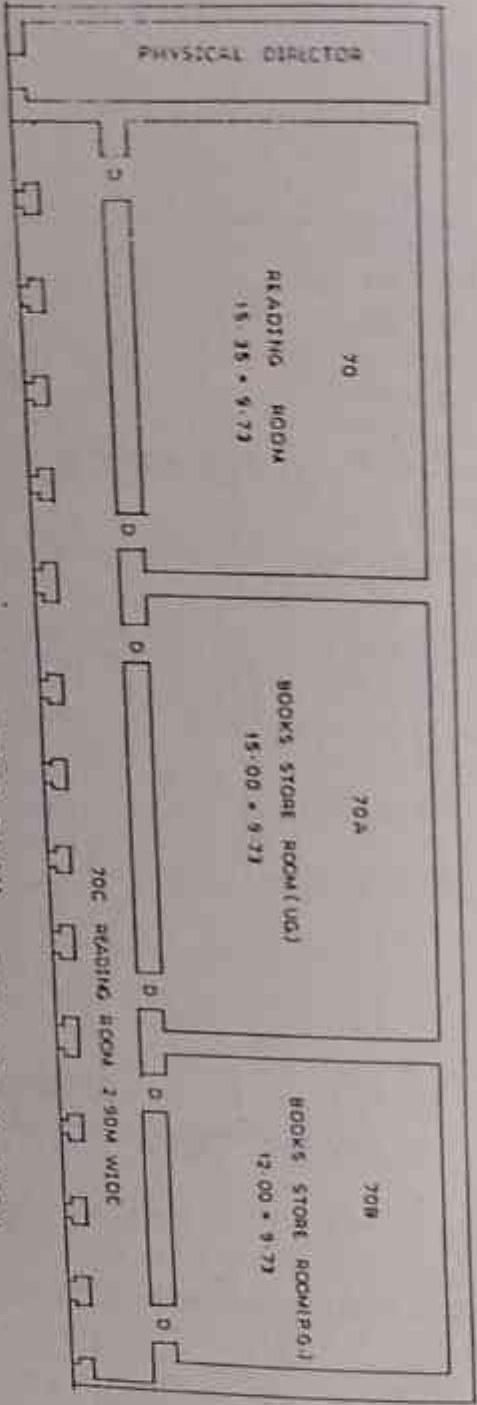 PHYSICAL DIRECTOR
70
READING ROOM
15.35 × 9.73
D
D
70A
BOOKS STORE ROOM (UG)
15.00 × 9.73
D
D
70B
BOOKS STORE ROOM (P.G.)
12.00 × 9.73
D
D
70C READING ROOM 2.90M WIDE